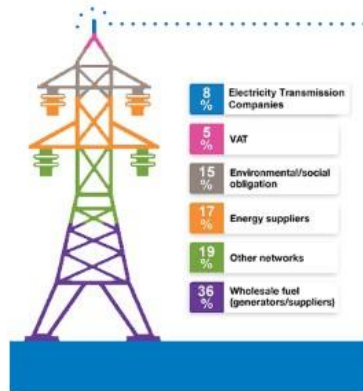 8
%
Electricity Transmission
Companies
5
%
VAT
15
%
Environmental/social
obligation
17
%
Energy suppliers
19
%
Other networks
36
%
Wholesale fuel
(generators/suppliers)